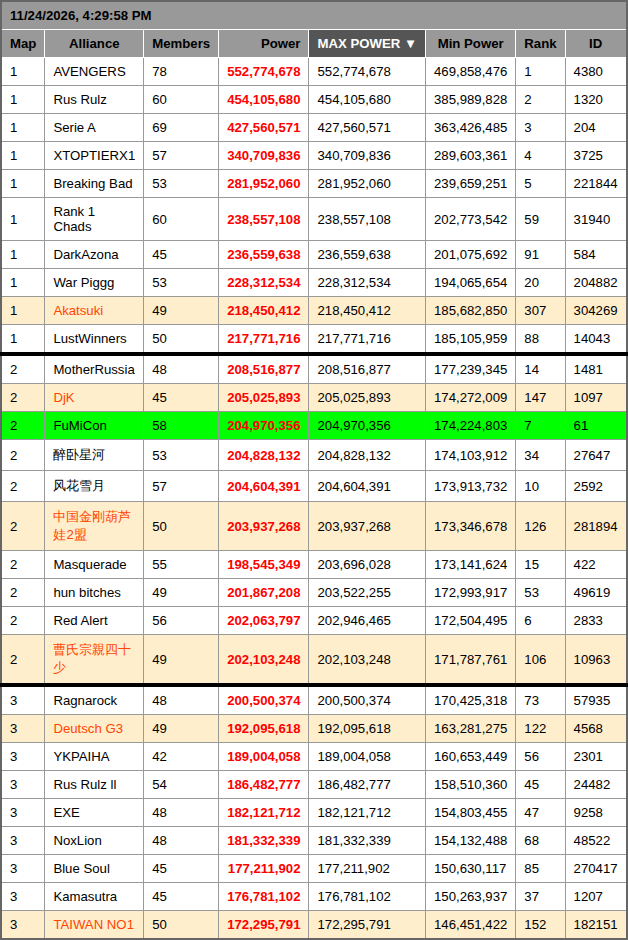 11/24/2026, 4:29:58 PM
Map Alliance Members Power MAX POWER ▼ Min Power Rank ID
1 AVENGERS 78 552,774,678 552,774,678 469,858,476 1 4380
1 Rus Rulz 60 454,105,680 454,105,680 385,989,828 2 1320
1 Serie A 69 427,560,571 427,560,571 363,426,485 3 204
1 XTOPTIERX1 57 340,709,836 340,709,836 289,603,361 4 3725
1 Breaking Bad 53 281,952,060 281,952,060 239,659,251 5 221844
1 Rank 1 Chads 60 238,557,108 238,557,108 202,773,542 59 31940
1 DarkAzona 45 236,559,638 236,559,638 201,075,692 91 584
1 War Piggg 53 228,312,534 228,312,534 194,065,654 20 204882
1 Akatsuki 49 218,450,412 218,450,412 185,682,850 307 304269
1 LustWinners 50 217,771,716 217,771,716 185,105,959 88 14043
2 MotherRussia 48 208,516,877 208,516,877 177,239,345 14 1481
2 DjK 45 205,025,893 205,025,893 174,272,009 147 1097
2 FuMiCon 58 204,970,356 204,970,356 174,224,803 7 61
2 醉卧星河 53 204,828,132 204,828,132 174,103,912 34 27647
2 风花雪月 57 204,604,391 204,604,391 173,913,732 10 2592
2 中国金刚葫芦娃2盟 50 203,937,268 203,937,268 173,346,678 126 281894
2 Masquerade 55 198,545,349 203,696,028 173,141,624 15 422
2 hun bitches 49 201,867,208 203,522,255 172,993,917 53 49619
2 Red Alert 56 202,063,797 202,946,465 172,504,495 6 2833
2 曹氏宗親四十少 49 202,103,248 202,103,248 171,787,761 106 10963
3 Ragnarock 48 200,500,374 200,500,374 170,425,318 73 57935
3 Deutsch G3 49 192,095,618 192,095,618 163,281,275 122 4568
3 YKPAIHA 42 189,004,058 189,004,058 160,653,449 56 2301
3 Rus Rulz ll 54 186,482,777 186,482,777 158,510,360 45 24482
3 EXE 48 182,121,712 182,121,712 154,803,455 47 9258
3 NoxLion 48 181,332,339 181,332,339 154,132,488 68 48522
3 Blue Soul 45 177,211,902 177,211,902 150,630,117 85 270417
3 Kamasutra 45 176,781,102 176,781,102 150,263,937 37 1207
3 TAIWAN NO1 50 172,295,791 172,295,791 146,451,422 152 182151